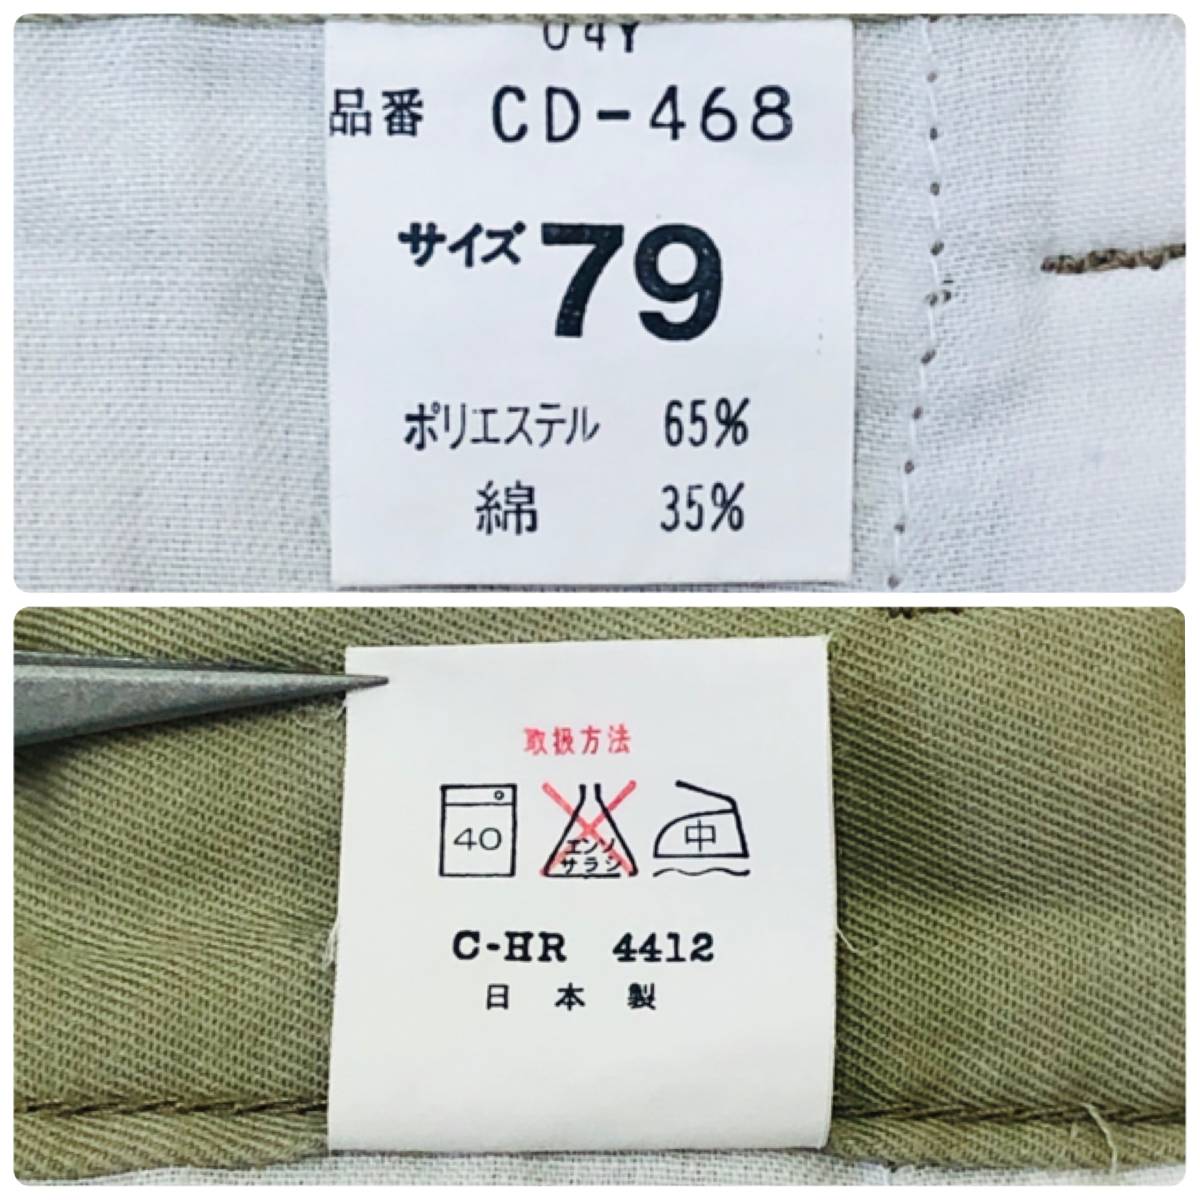 04Y
品番 CD-468
サイズ 79
ポリエステル 65%
綿 35%
取扱方法
40
エンソ
サラシ
中
C-HR 4412
日本製